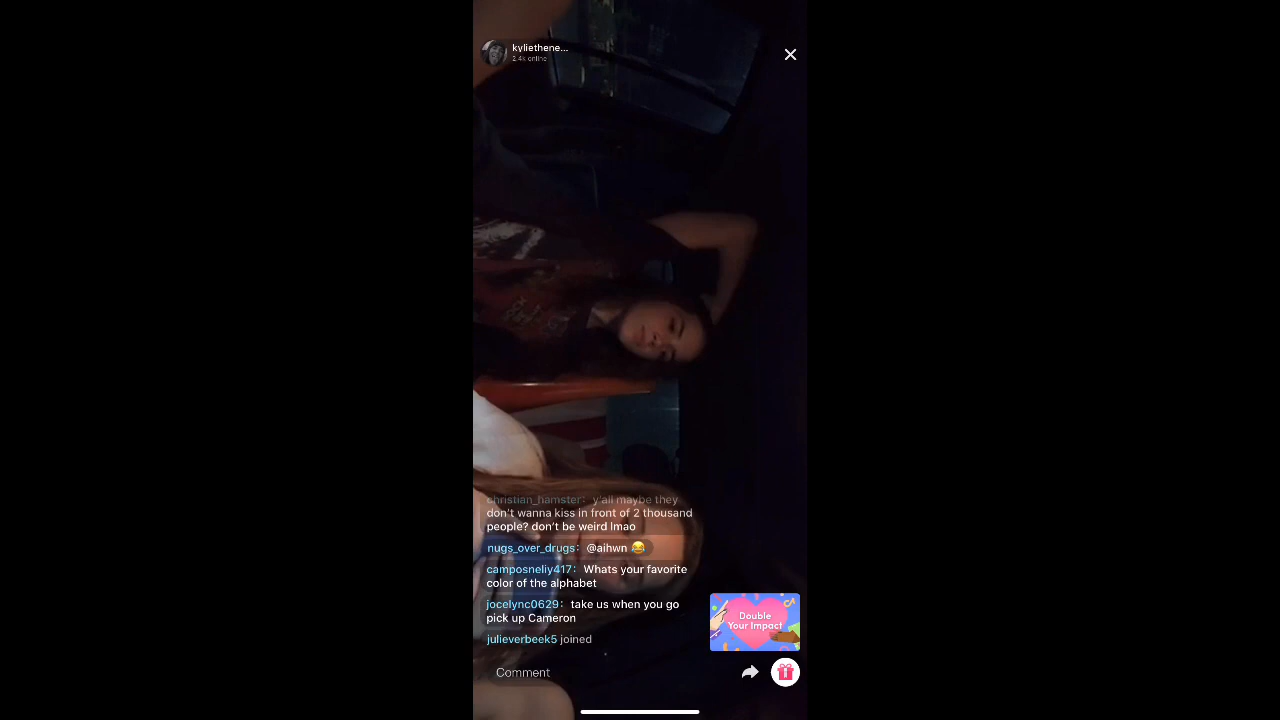 kyliethene...
2.4k online
christian_hamster: y'all maybe they
don't wanna kiss in front of 2 thousand
people? don't be weird lmao
nugs_over_drugs: @aihwn 😂
camposneliy417: Whats your favorite
color of the alphabet
jocelync0629: take us when you go
pick up Cameron
julieverbeek5 joined
Double
Your Impact
Comment